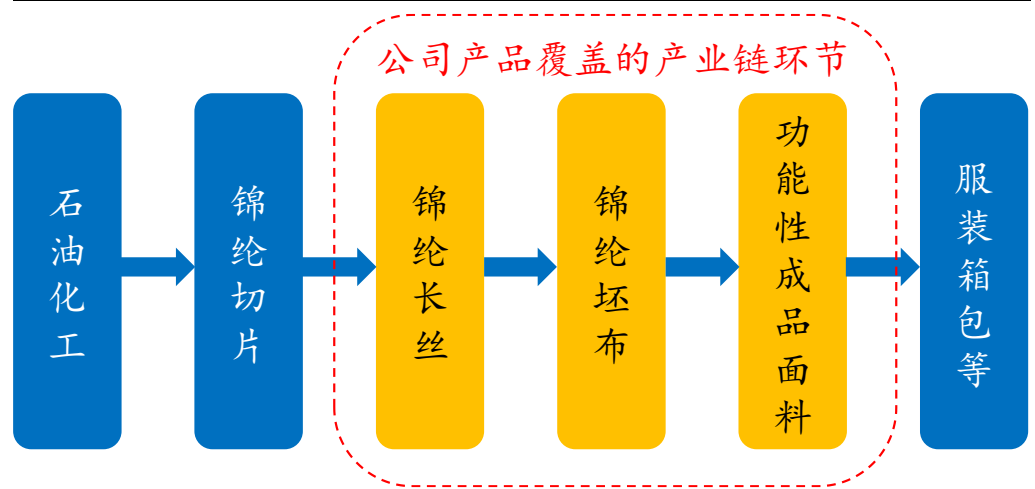 公司产品覆盖的产业链环节
石油化工
锦纶切片
锦纶长丝
锦纶坯布
功能性成品面料
服装箱包等